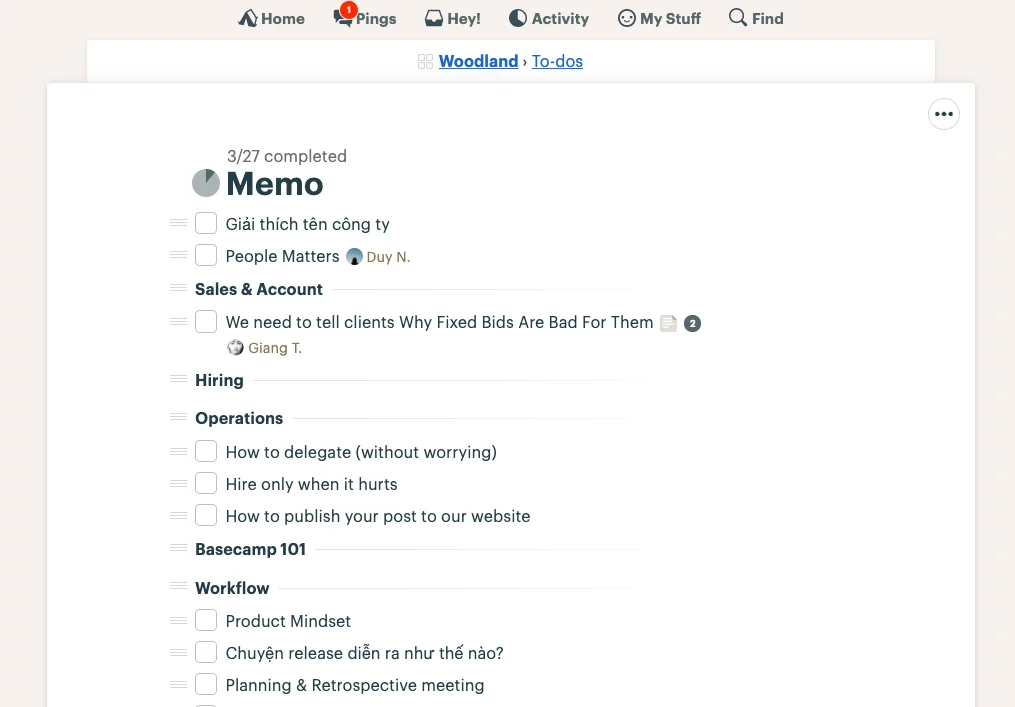 Home 1 Pings Hey! Activity My Stuff Find
Woodland › To-dos
3/27 completed
Memo
Giải thích tên công ty
People Matters Duy N.
Sales & Account
We need to tell clients Why Fixed Bids Are Bad For Them 2
Giang T.
Hiring
Operations
How to delegate (without worrying)
Hire only when it hurts
How to publish your post to our website
Basecamp 101
Workflow
Product Mindset
Chuyện release diễn ra như thế nào?
Planning & Retrospective meeting